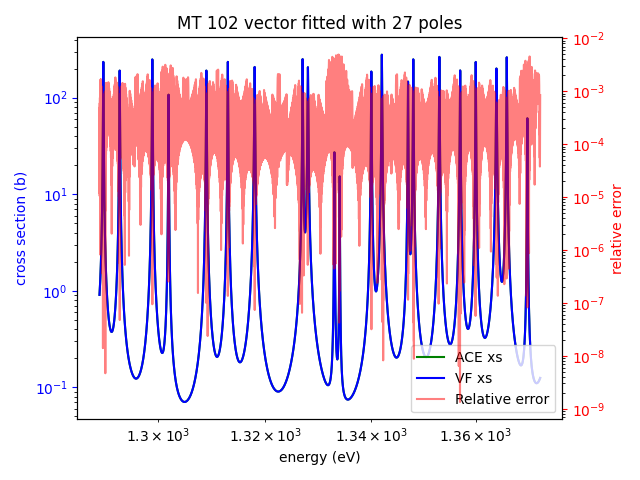 MT 102 vector fitted with 27 poles
cross section (b)
10²
10¹
10⁰
10⁻¹
10⁻²
10⁻³
10⁻⁴
10⁻⁵
10⁻⁶
10⁻⁷
10⁻⁸
10⁻⁹
relative error
ACE xs
VF xs
Relative error
1.3 × 10³
1.32 × 10³
1.34 × 10³
1.36 × 10³
energy (eV)